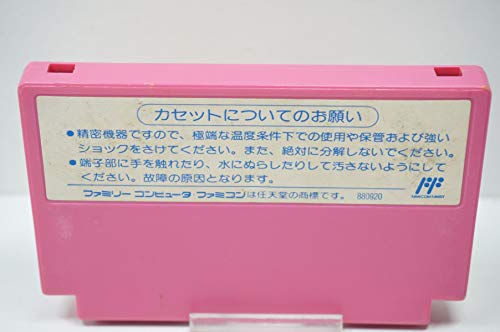 カセットについてのお願い
●精密機器ですので、極端な温度条件下での使用や保管および強い
ショックをさけてください。また、絶対に分解しないでください。
●端子部に手を触れたり、水にぬらしたりして汚さないようにして
ください。故障の原因となります。
ファミリーコンピュータ・ファミコンは任天堂の商標です。 880920
FF